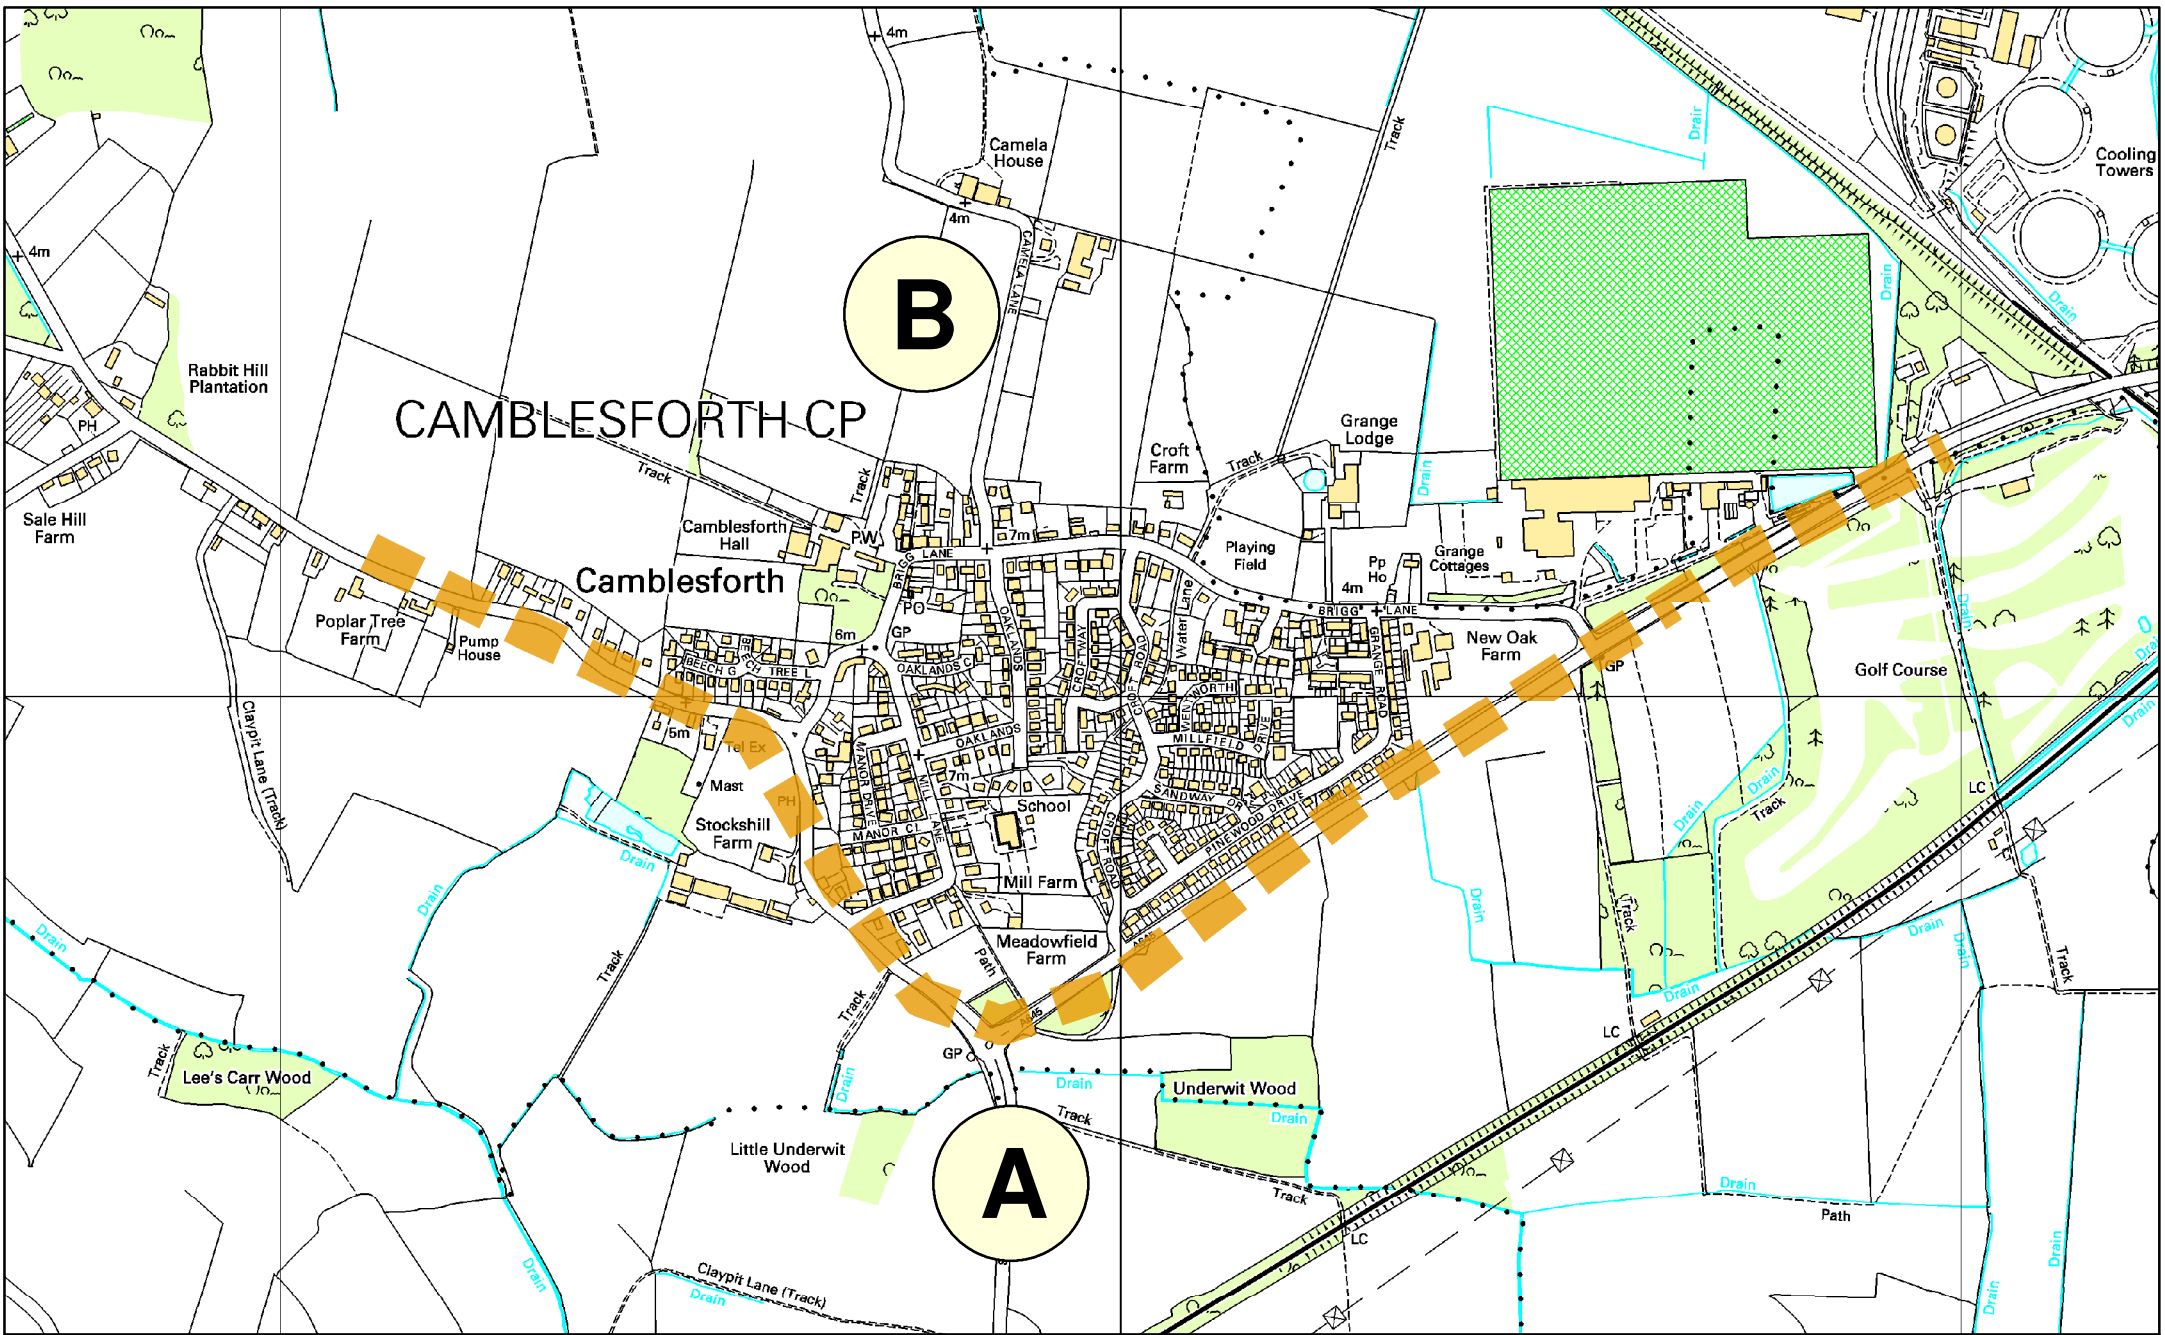 4m
Camela
House
Track
Drain
Cooling
Towers
4m
4m
CAMELA LANE
B
Drain
Drain
Rabbit Hill
Plantation
PH
CAMBLESFORTH CP
Grange
Lodge
Croft
Farm
Track
Track
Track
Drain
Sale Hill
Farm
Camblesforth
Hall
PW
BRIGG LANE
7m
Playing
Field
Pp
Ho
Grange
Cottages
Camblesforth
PO
4m
BRIGG LANE
Poplar Tree
Farm
Pump
House
6m
GP
OAKLANDS
CROFTWAY
CROFT ROAD
Water Lane
GRANGE ROAD
New Oak
Farm
GP
Drain
Golf Course
Drain
BEECH G
BEECH TREE L
OAKLANDS C
WENTWORTH
DRIVE
MILLFIELD
5m
Tel Ex
OAKLANDS
Claypit Lane (Track)
Mast
PH
MANOR DRIVE
MILL LANE
7m
School
SANDWAY DR
PINEWOOD DRIVE
Drain
Drain
Track
LC
Drain
Stockshill
Farm
MANOR CL
CROFT ROAD
Drain
Drain
Mill Farm
Drain
Track
Drain
Drain
Track
Meadowfield
Farm
A645
Path
Track
Drain
Drain
Track
A645
GP
LC
Track
Lee's Carr Wood
Drain
Drain
Underwit Wood
Drain
Track
Little Underwit
Wood
A
Track
Drain
Path
LC
Drain
Claypit Lane (Track)
Drain
Drain
Drain